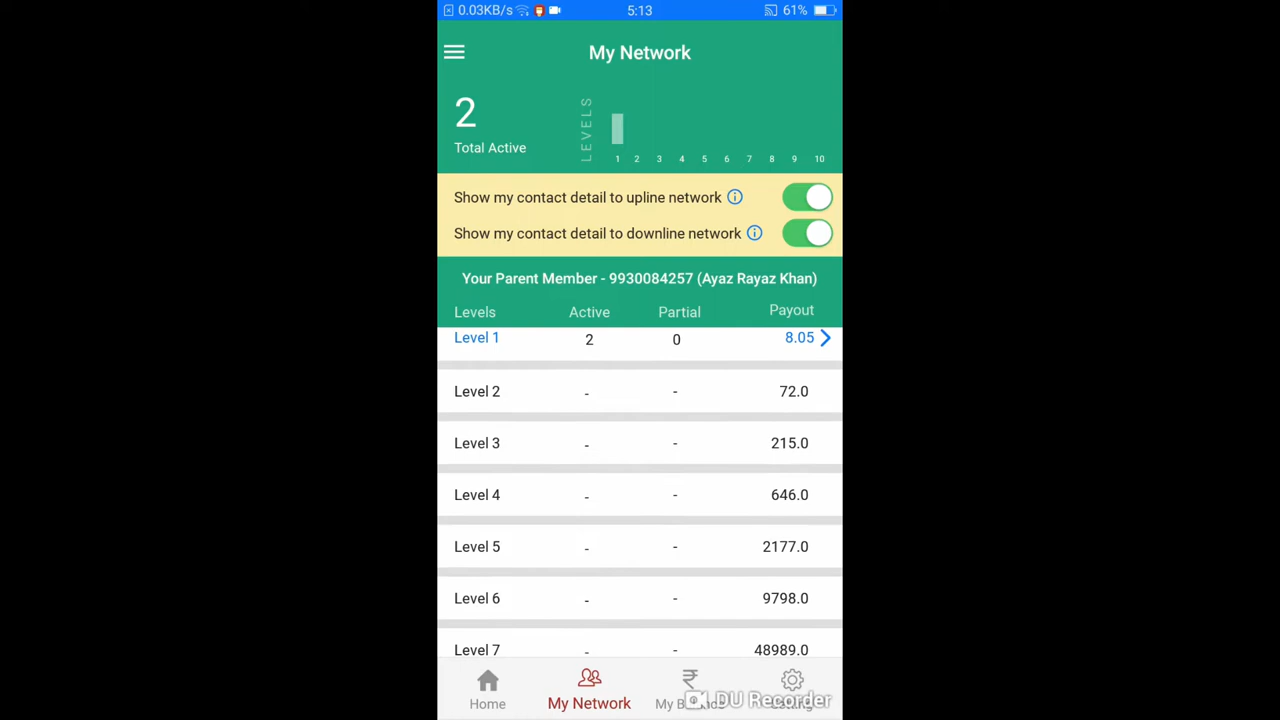 0.03KB/s 5:13 61%
My Network
2
Total Active
LEVELS
1 2 3 4 5 6 7 8 9 10
Show my contact detail to upline network
Show my contact detail to downline network
Your Parent Member - 9930084257 (Ayaz Rayaz Khan)
Levels Active Partial Payout
Level 1 2 0 8.05
Level 2 - - 72.0
Level 3 - - 215.0
Level 4 - - 646.0
Level 5 - - 2177.0
Level 6 - - 9798.0
Level 7 - - 48989.0
DU Recorder
Home My Network My